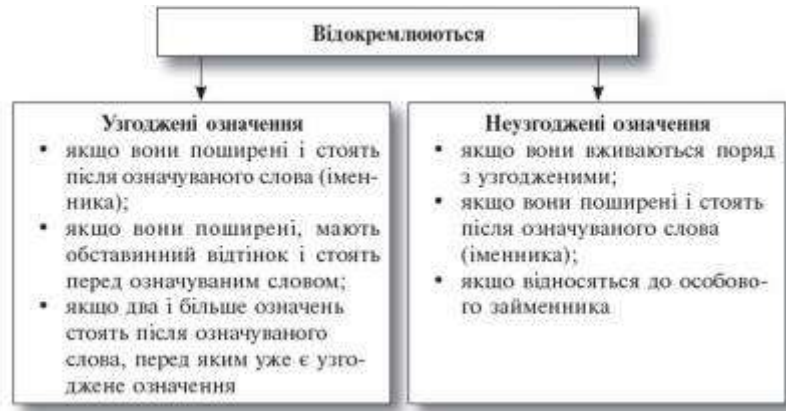 Відокремлюються
Узгоджені означення
• якщо вони поширені і стоять
після означуваного слова (імен-
ника);
• якщо вони поширені, мають
обставинний відтінок і стоять
перед означуваним словом;
• якщо два і більше означень
стоять після означуваного
слова, перед яким уже є узго-
джене означення
Неузгоджені означення
• якщо вони вживаються поряд
з узгодженими;
• якщо вони поширені і стоять
після означуваного слова
(іменника);
• якщо відносяться до особово-
го займенника